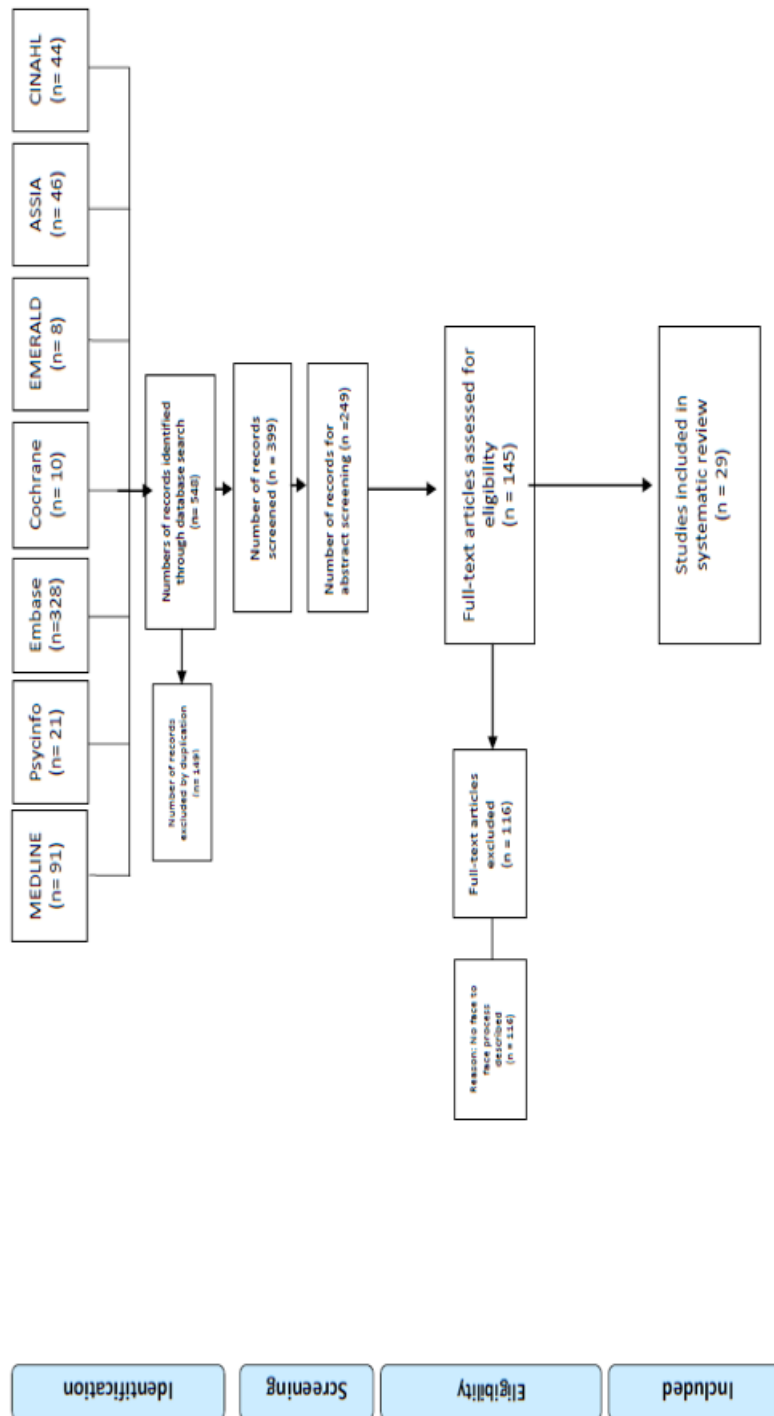 MEDLINE
(n= 91)
Psycinfo
(n= 21)
Embase
(n=328)
Cochrane
(n= 10)
EMERALD
(n= 8)
ASSIA
(n= 46)
CINAHL
(n= 44)
Numbers of records identified
through database search
(n= 548)
Number of records
excluded by duplication
(n= 149)
Number of records
screened (n = 399)
Number of records for
abstract screening (n =249)
Full-text articles assessed for
eligibility
(n = 145)
Full-text articles
excluded
(n = 116)
Reason: No face to
face process
described
(n = 116)
Studies included in
systematic review
(n = 29)
Identification
Screening
Eligibility
Included